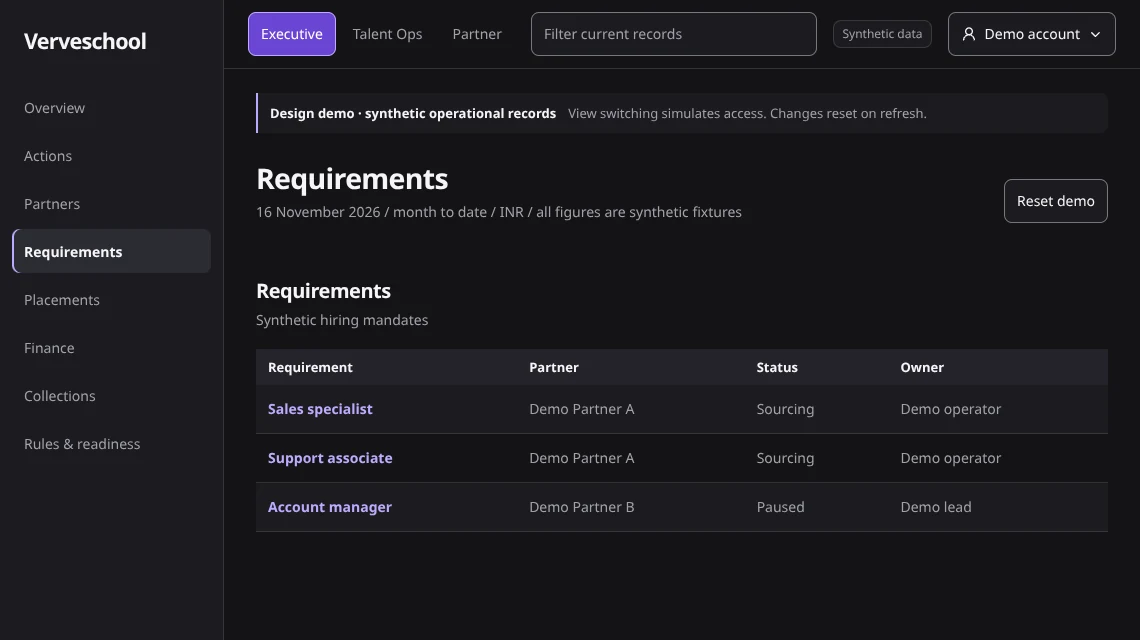 Verveschool
Overview
Actions
Partners
Requirements
Placements
Finance
Collections
Rules & readiness
Executive Talent Ops Partner Filter current records Synthetic data Demo account
Design demo · synthetic operational records View switching simulates access. Changes reset on refresh.
Requirements
16 November 2026 / month to date / INR / all figures are synthetic fixtures
Reset demo
Requirements
Synthetic hiring mandates
Requirement Partner Status Owner
Sales specialist Demo Partner A Sourcing Demo operator
Support associate Demo Partner A Sourcing Demo operator
Account manager Demo Partner B Paused Demo lead